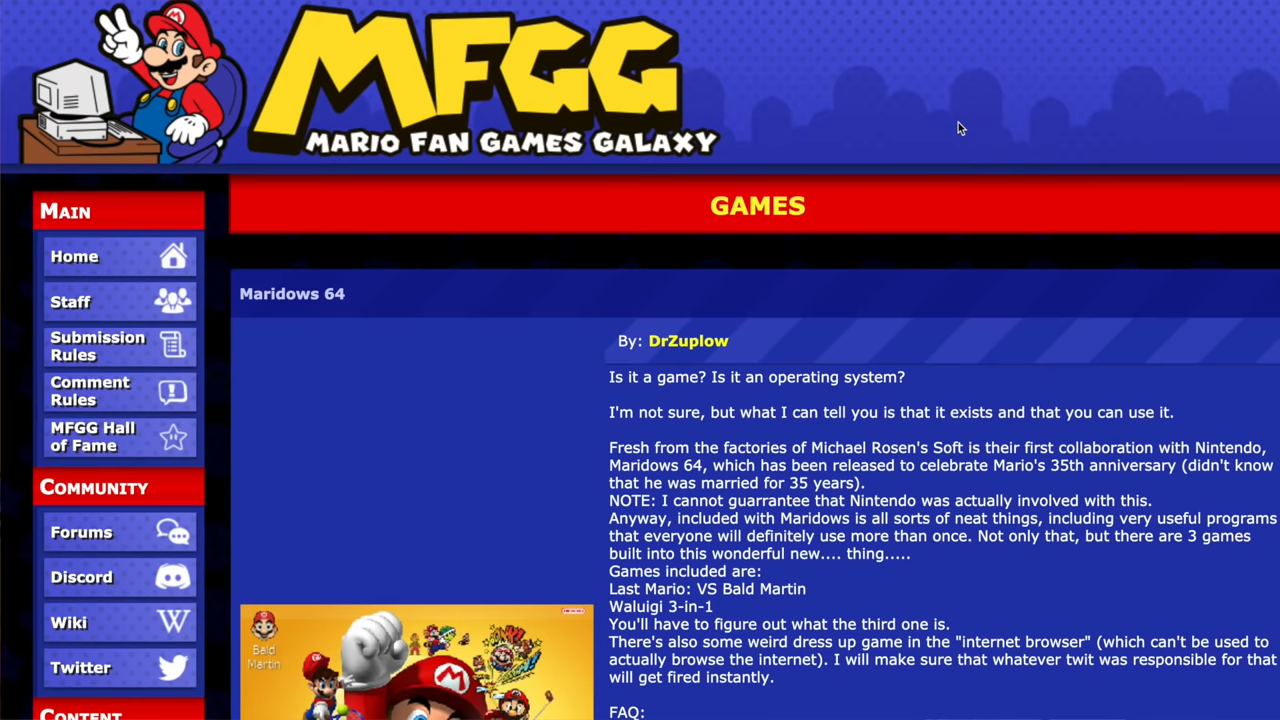 MFGG
MARIO FAN GAMES GALAXY
GAMES
Main
Home
Staff
Submission
Rules
Comment
Rules
MFGG Hall
of Fame
Community
Forums
Discord
Wiki
Twitter
Content
Maridows 64
By: DrZuplow
Is it a game? Is it an operating system?
I'm not sure, but what I can tell you is that it exists and that you can use it.
Fresh from the factories of Michael Rosen's Soft is their first collaboration with Nintendo,
Maridows 64, which has been released to celebrate Mario's 35th anniversary (didn't know
that he was married for 35 years).
NOTE: I cannot guarrantee that Nintendo was actually involved with this.
Anyway, included with Maridows is all sorts of neat things, including very useful programs
that everyone will definitely use more than once. Not only that, but there are 3 games
built into this wonderful new.... thing.....
Games included are:
Last Mario: VS Bald Martin
Waluigi 3-in-1
You'll have to figure out what the third one is.
There's also some weird dress up game in the "internet browser" (which can't be used to
actually browse the internet). I will make sure that whatever twit was responsible for that
will get fired instantly.
FAQ:
Bald
Martin